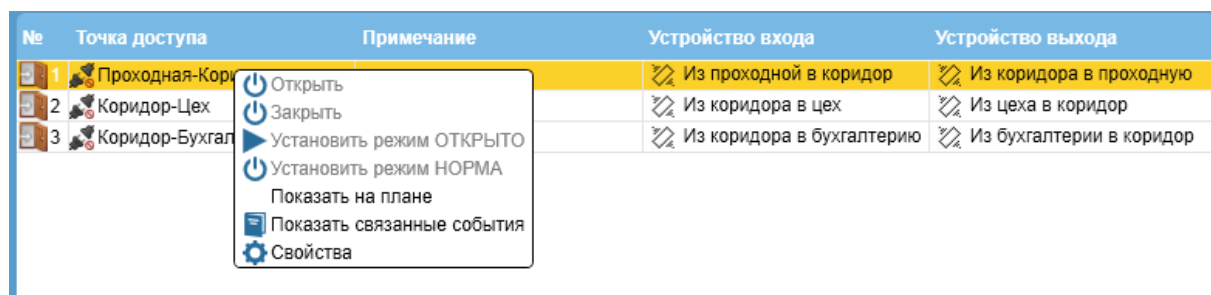 № Точка доступа Примечание Устройство входа Устройство выхода
1 Проходная-Кори Из проходной в коридор Из коридора в проходную
2 Коридор-Цех Из коридора в цех Из цеха в коридор
3 Коридор-Бухгал Из коридора в бухгалтерию Из бухгалтерии в коридор
Открыть
Закрыть
Установить режим ОТКРЫТО
Установить режим НОРМА
Показать на плане
Показать связанные события
Свойства